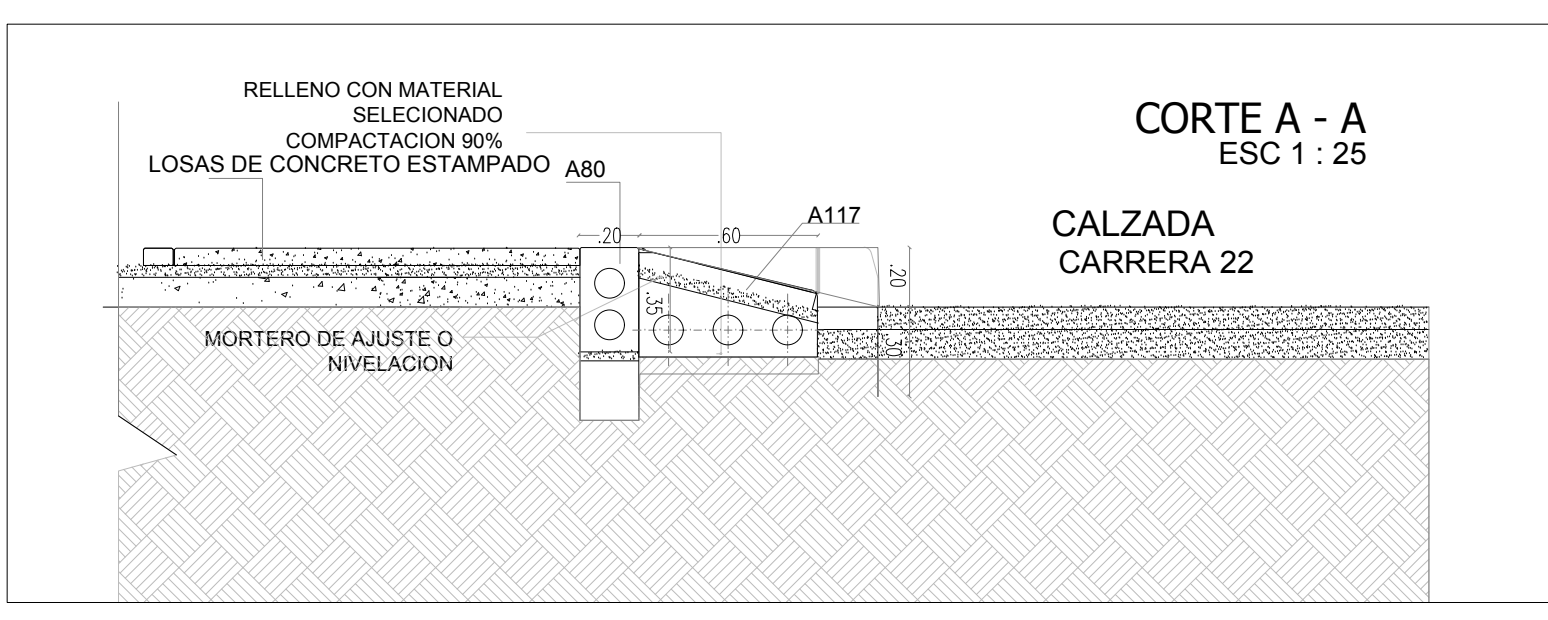 RELLENO CON MATERIAL
SELECIONADO
COMPACTACION 90%
LOSAS DE CONCRETO ESTAMPADO
A80
CORTE A - A
ESC 1 : 25
A117
CALZADA
CARRERA 22
.20
.60
.20
.35
.30
MORTERO DE AJUSTE O
NIVELACION